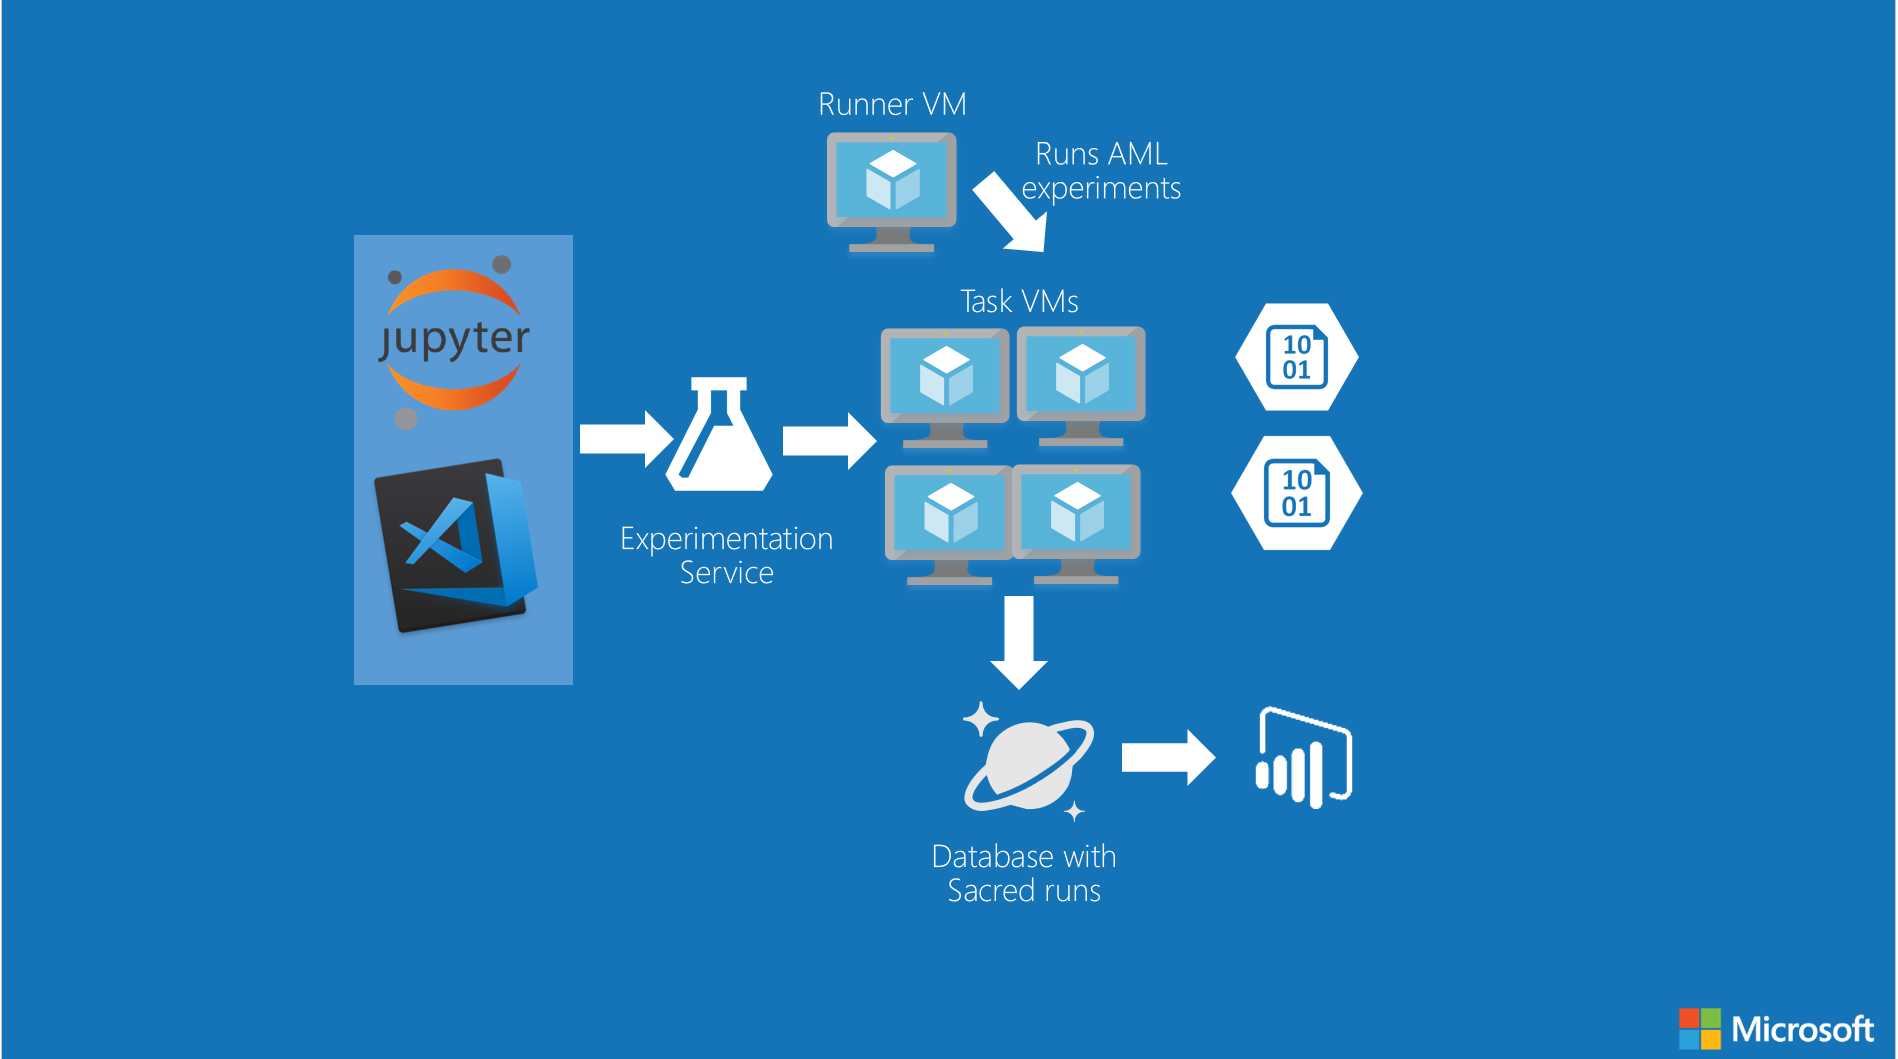 Runner VM
Runs AML
experiments
Task VMs
jupyter
10
01
10
01
Experimentation
Service
Database with
Sacred runs
Microsoft